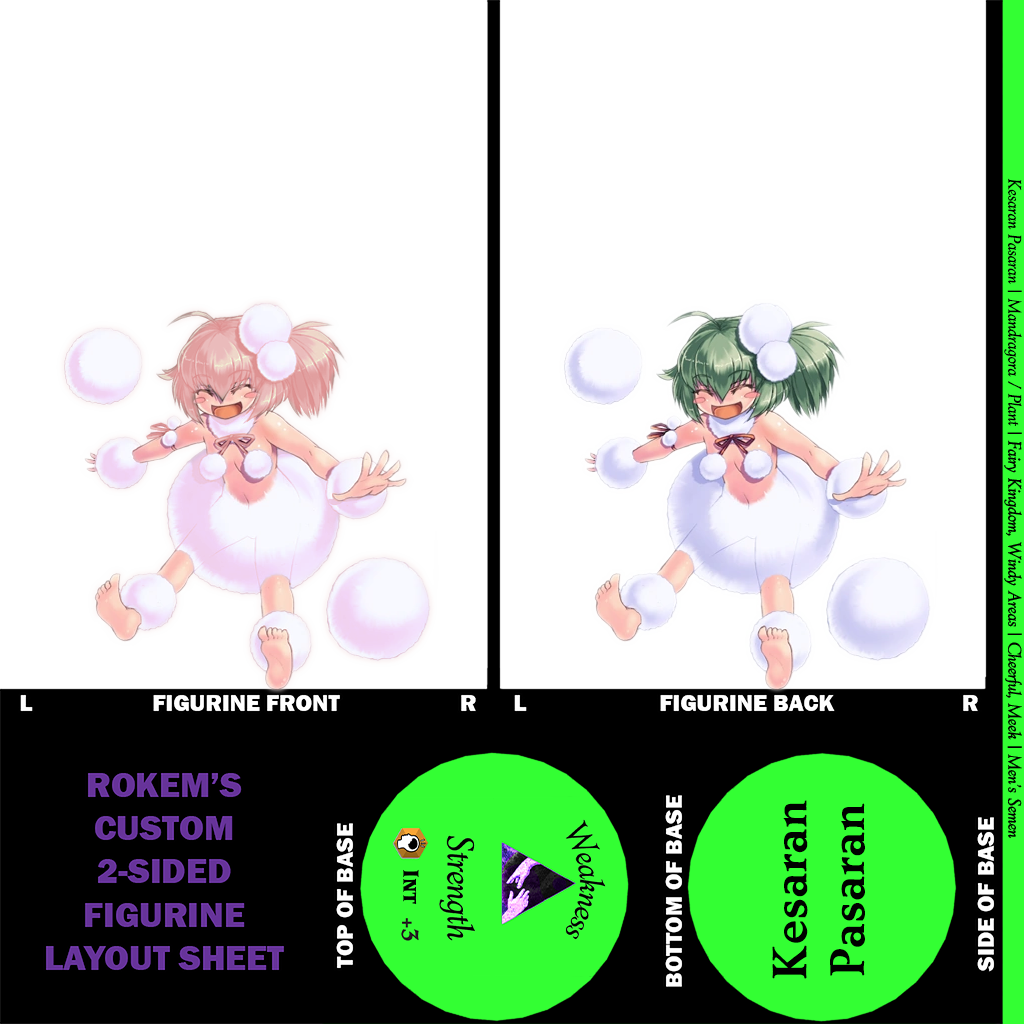 L FIGURINE FRONT R
L FIGURINE BACK R
ROKEM'S
CUSTOM
2-SIDED
FIGURINE
LAYOUT SHEET
TOP OF BASE
Weakness
Strength
INT +3
BOTTOM OF BASE
Kesaran
Pasaran
SIDE OF BASE
Kesaran Pasaran | Mandragora / Plant | Fairy Kingdom, Windy Areas | Cheerful, Meek | Men's Semen